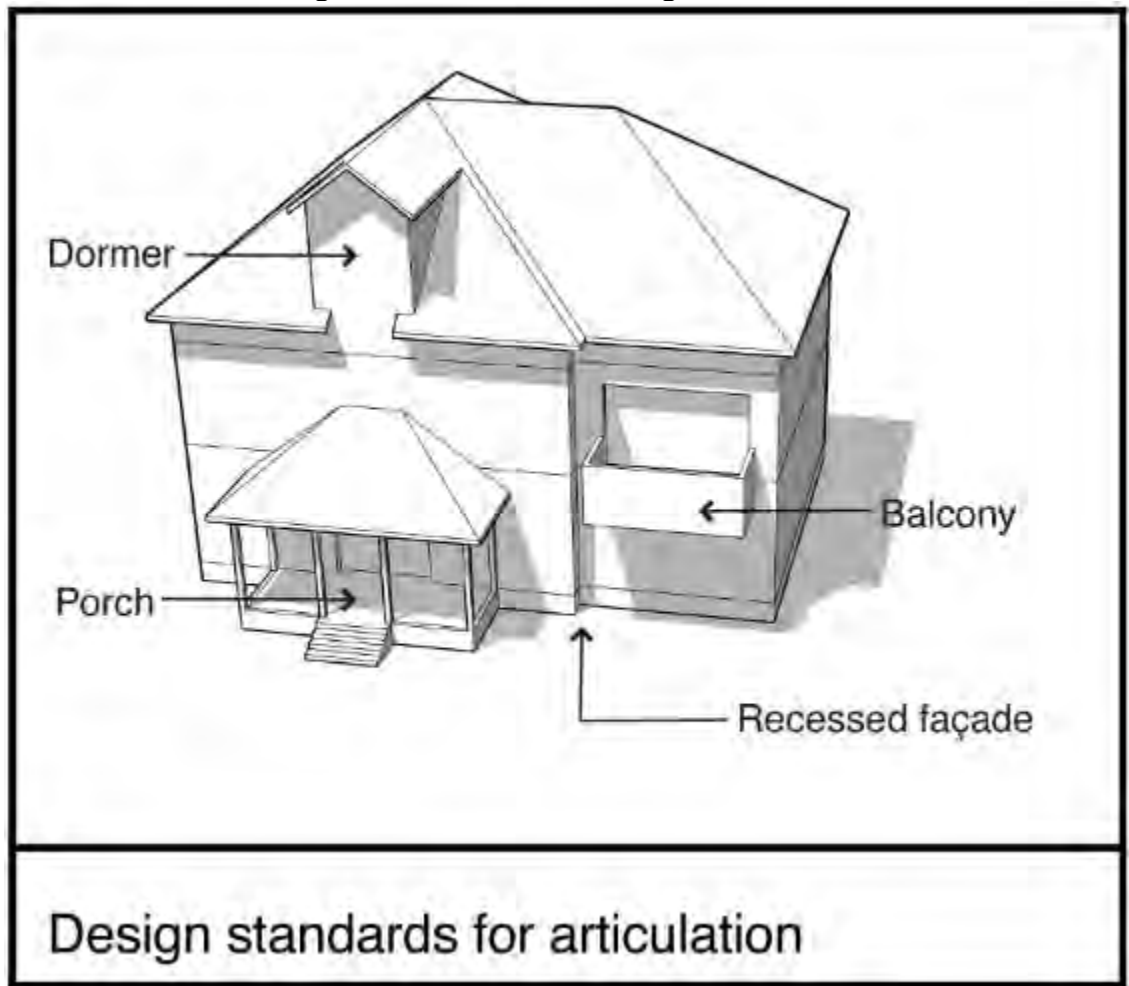 Dormer
Balcony
Porch
Recessed façade
Design standards for articulation